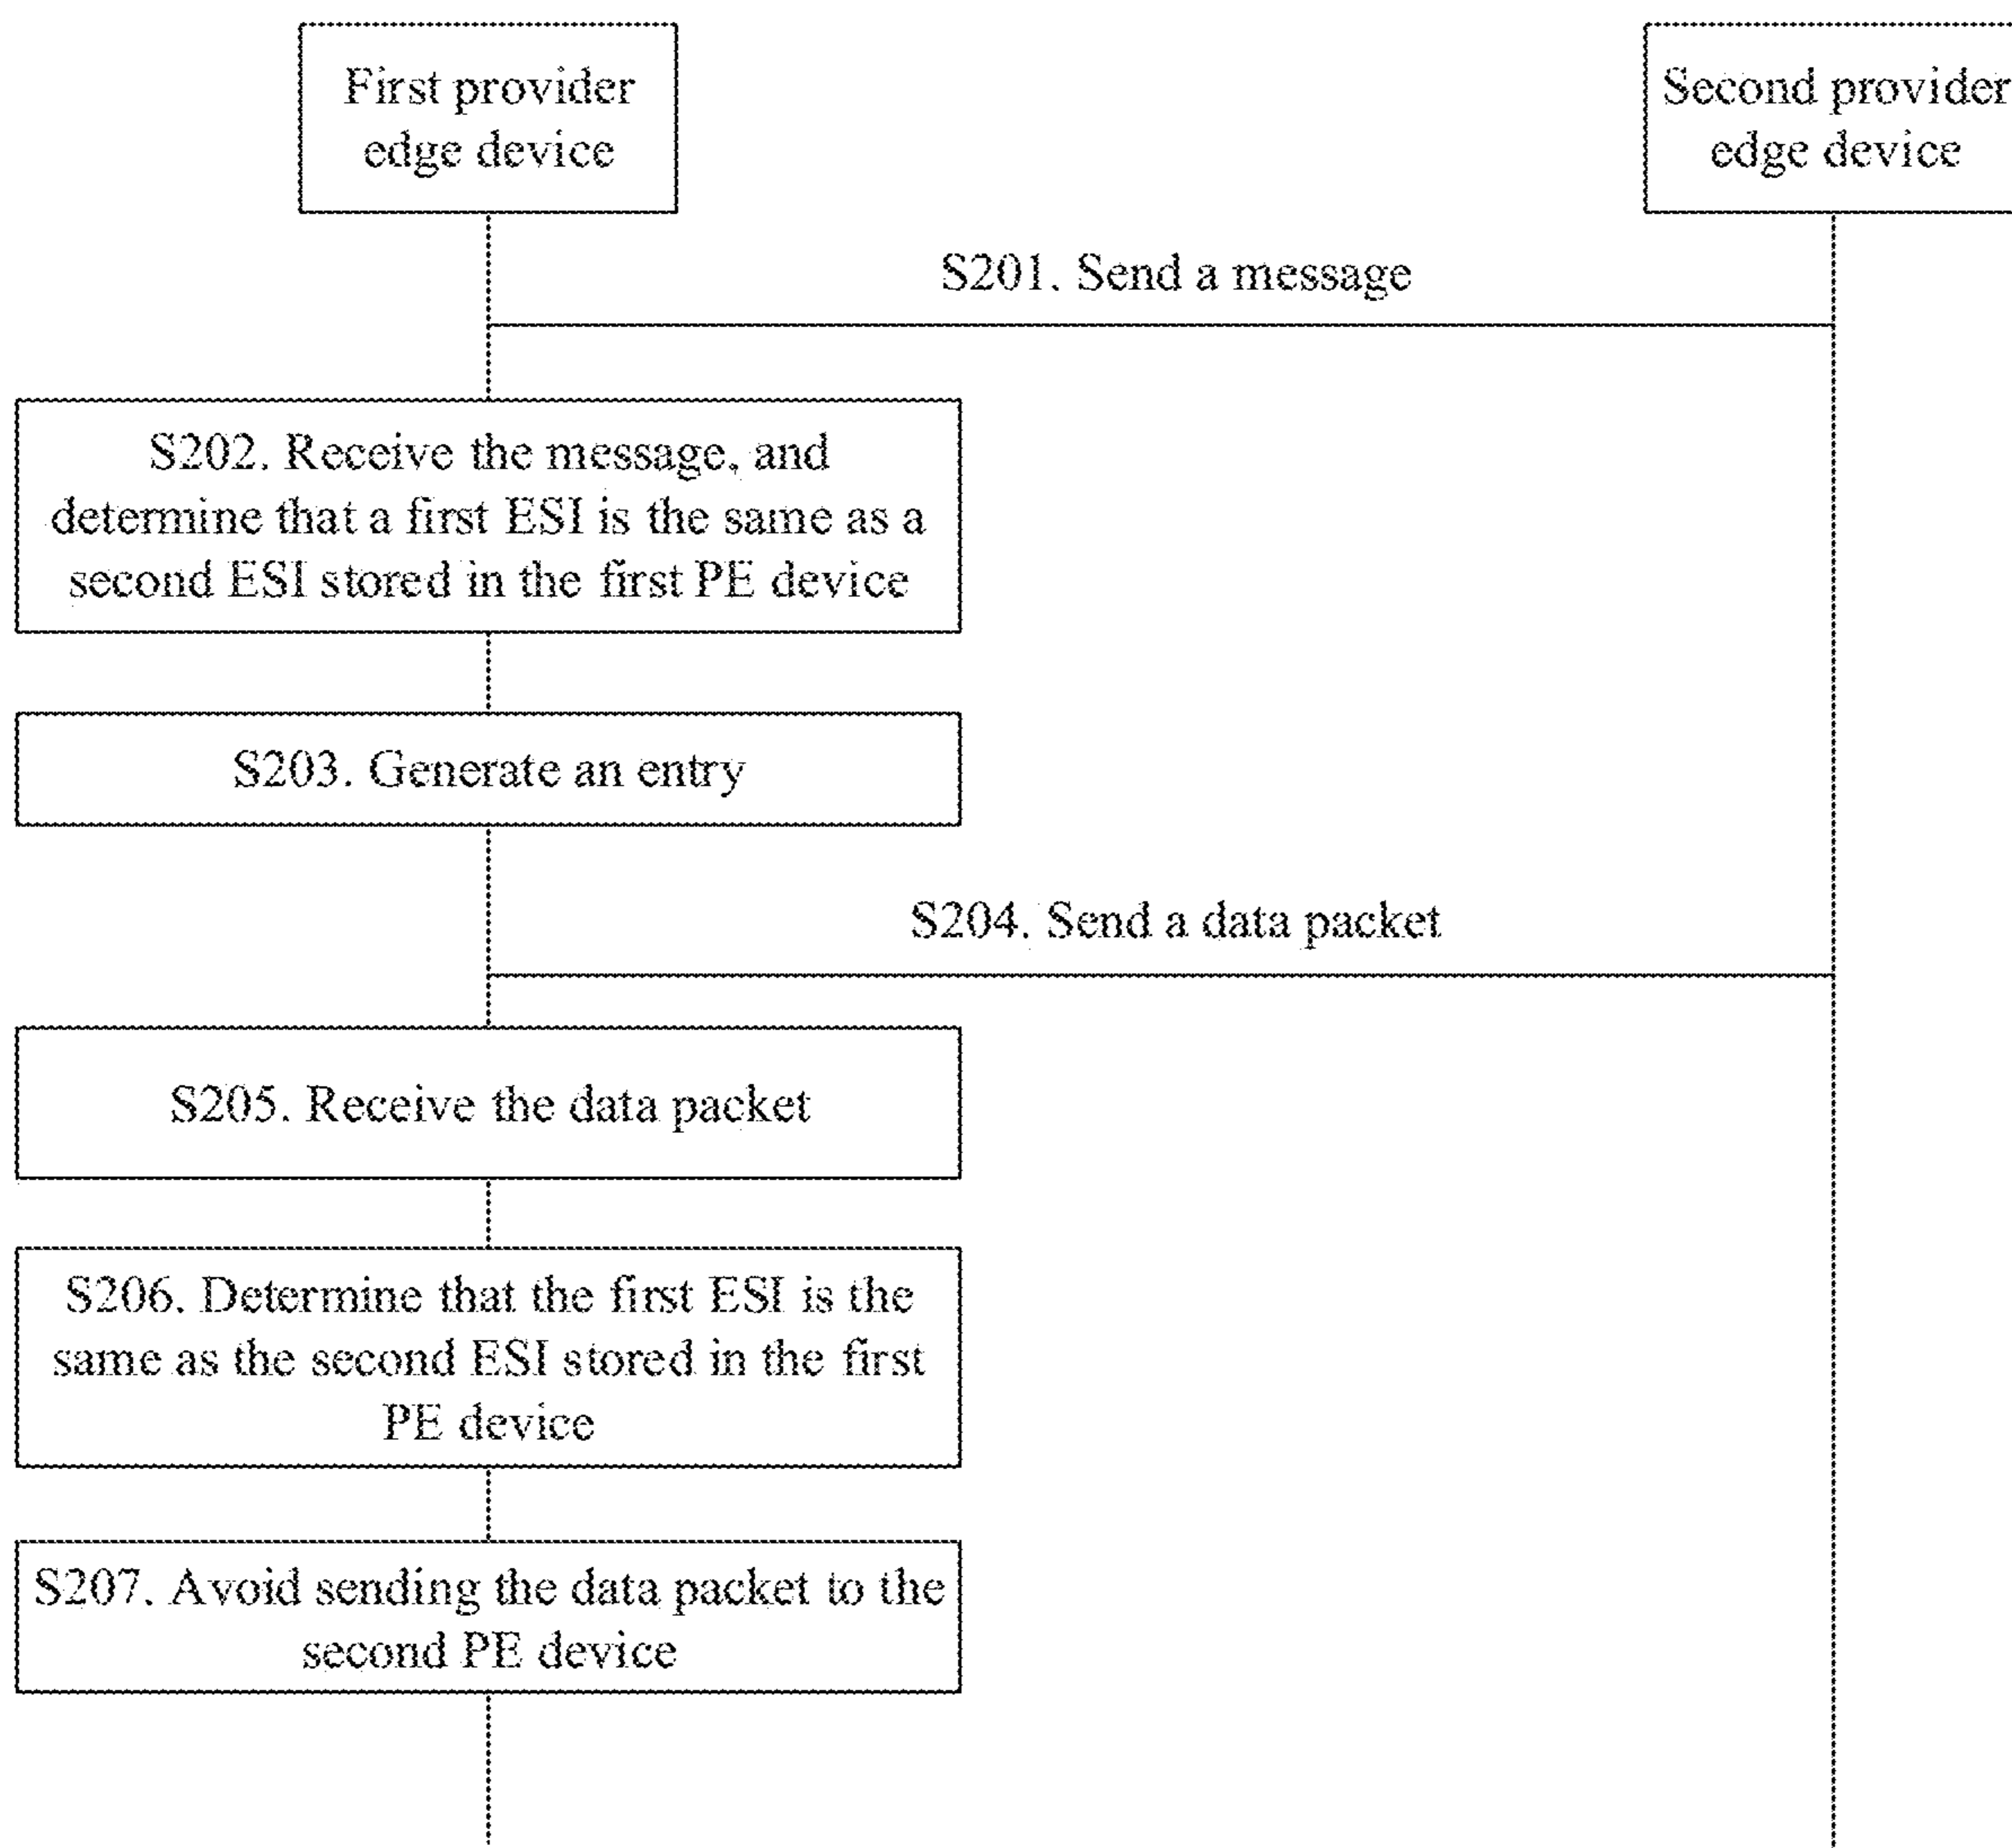 First provider
edge device
Second provider
edge device
S201. Send a message
S202. Receive the message, and
determine that a first ESI is the same as a
second ESI stored in the first PE device
S203. Generate an entry
S204. Send a data packet
S205. Receive the data packet
S206. Determine that the first ESI is the
same as the second ESI stored in the first
PE device
S207. Avoid sending the data packet to the
second PE device